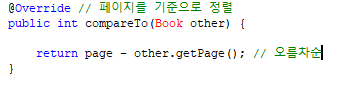 @Override // 페이지를 기준으로 정렬
public int compareTo(Book other) {
return page - other.getPage(); // 오름차순
}